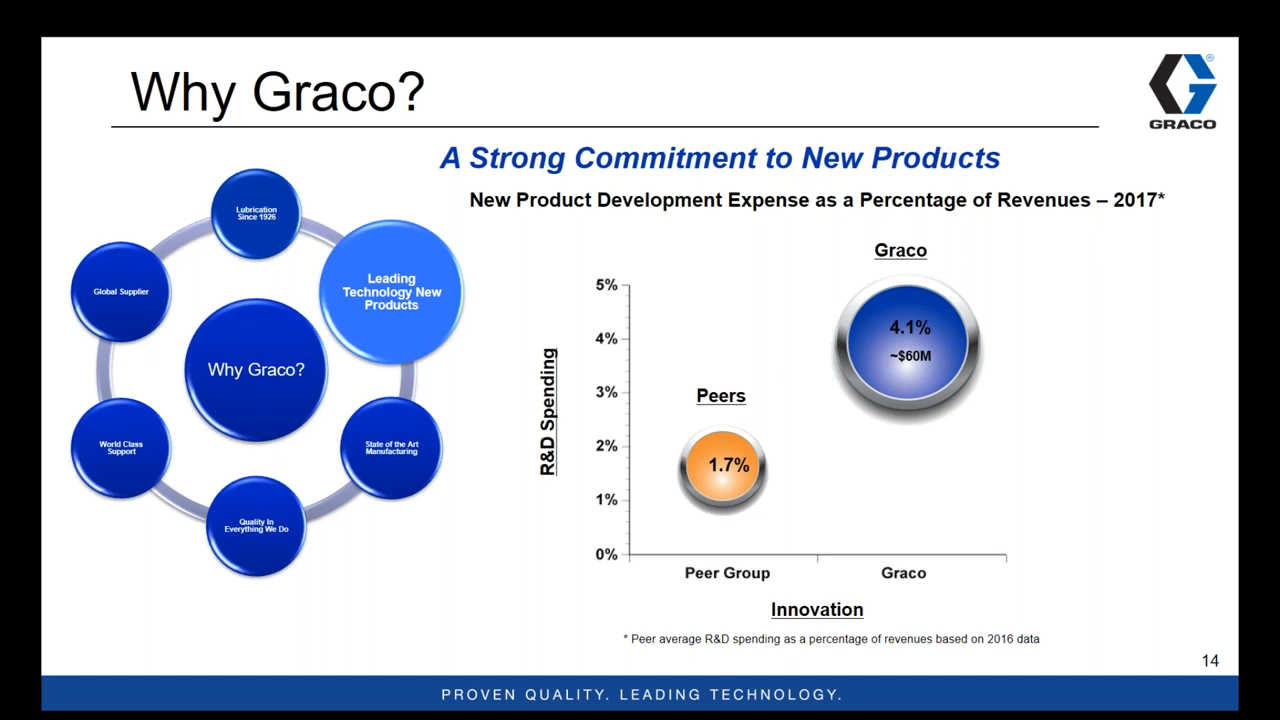 Why Graco?
®
GRACO
A Strong Commitment to New Products
New Product Development Expense as a Percentage of Revenues – 2017*
Lubrication
Since 1926
Leading
Technology New
Products
Global Supplier
Why Graco?
World Class
Support
State of the Art
Manufacturing
Quality In
Everything We Do
R&D Spending
5%
4%
3%
2%
1%
0%
Peers
1.7%
Graco
4.1%
~$60M
Peer Group
Graco
Innovation
* Peer average R&D spending as a percentage of revenues based on 2016 data
14
PROVEN QUALITY. LEADING TECHNOLOGY.